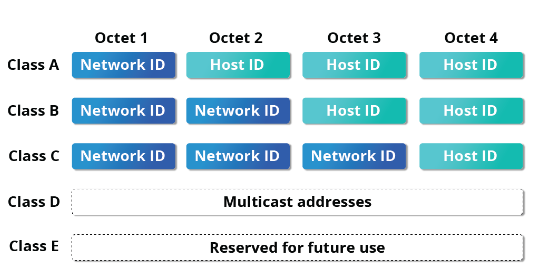 Octet 1 Octet 2 Octet 3 Octet 4
Class A Network ID Host ID Host ID Host ID
Class B Network ID Network ID Host ID Host ID
Class C Network ID Network ID Network ID Host ID
Class D Multicast addresses
Class E Reserved for future use